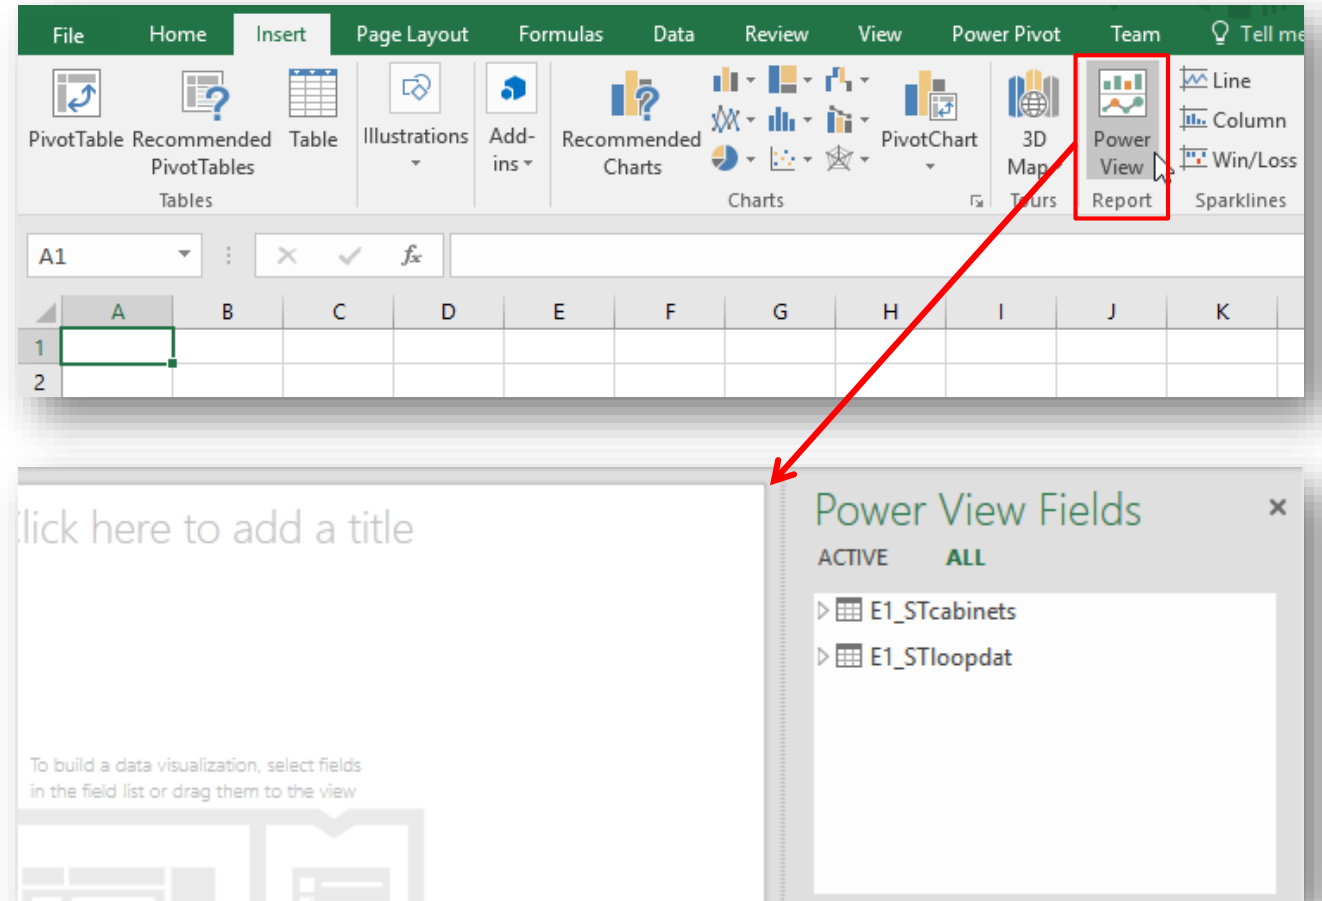 File Home Insert Page Layout Formulas Data Review View Power Pivot Team Tell me
PivotTable Recommended PivotTables Table
Tables
Illustrations
Add-ins
Recommended Charts
PivotChart
Charts
3D Map
Tours
Power View
Report
Line
Column
Win/Loss
Sparklines
A1 fx
A B C D E F G H I J K
1
2
lick here to add a title
Power View Fields
ACTIVE ALL
E1_STcabinets
E1_STloopdat
To build a data visualization, select fields
in the field list or drag them to the view